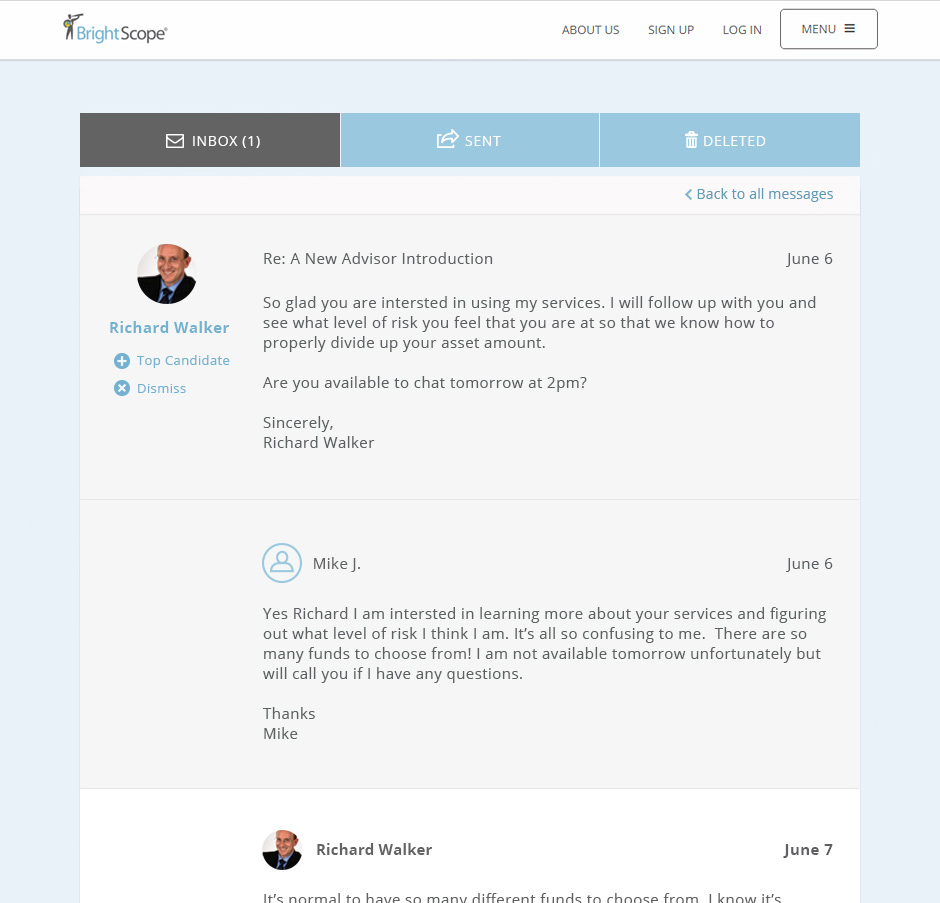 BrightScope®
ABOUT US
SIGN UP
LOG IN
MENU
INBOX (1)
SENT
DELETED
Back to all messages
Richard Walker
Top Candidate
Dismiss
Re: A New Advisor Introduction
June 6
So glad you are intersted in using my services. I will follow up with you and
see what level of risk you feel that you are at so that we know how to
properly divide up your asset amount.
Are you available to chat tomorrow at 2pm?
Sincerely,
Richard Walker
Mike J.
June 6
Yes Richard I am intersted in learning more about your services and figuring
out what level of risk I think I am. It’s all so confusing to me.  There are so
many funds to choose from! I am not available tomorrow unfortunately but
will call you if I have any questions.
Thanks
Mike
Richard Walker
June 7
It’s normal to have so many different funds to choose from. I know it’s